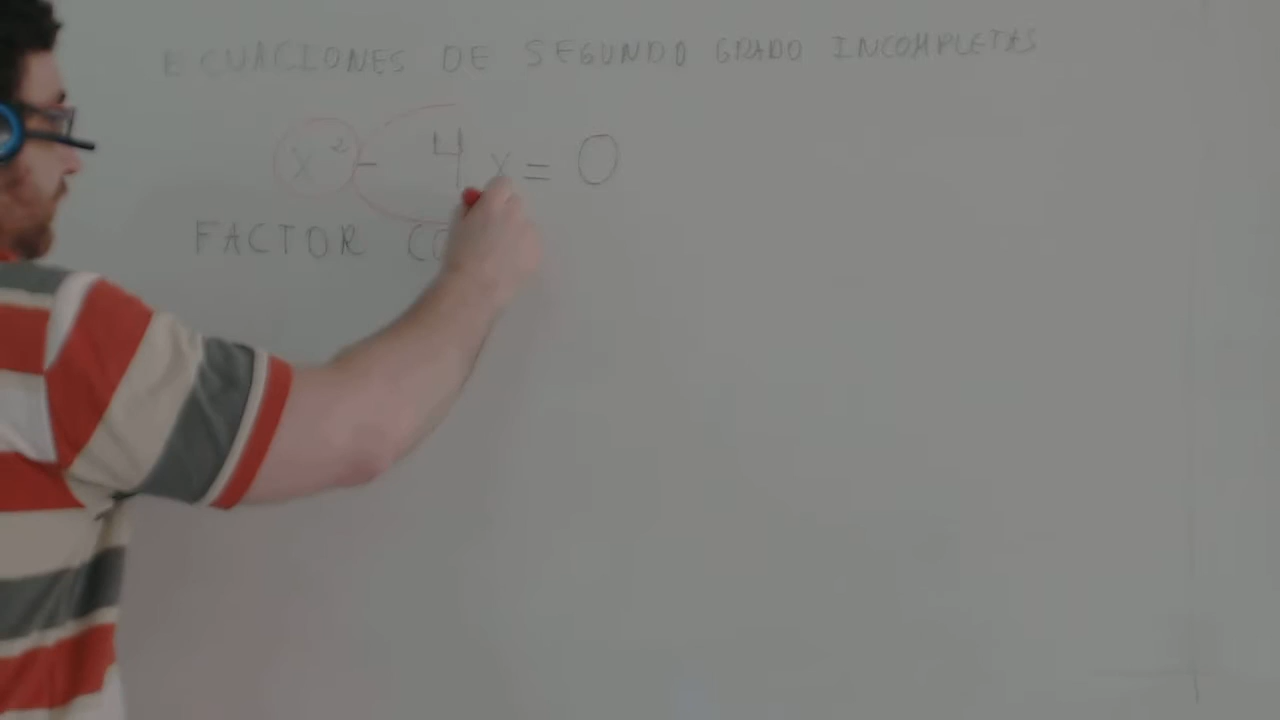 ECUACIONES DE SEGUNDO GRADO INCOMPLETAS
x² - 4x = 0
FACTOR CO